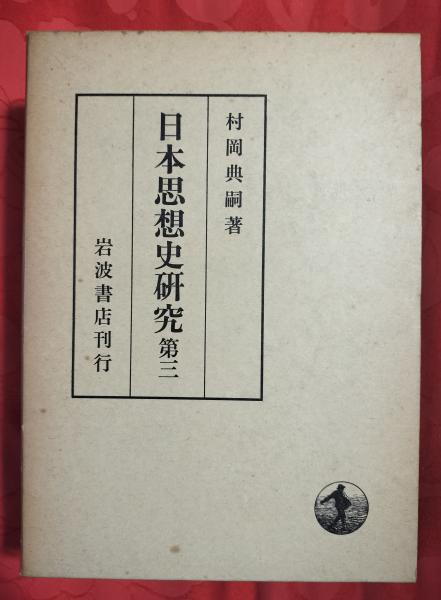 村岡典嗣著
日本思想史研究 第三
岩波書店刊行